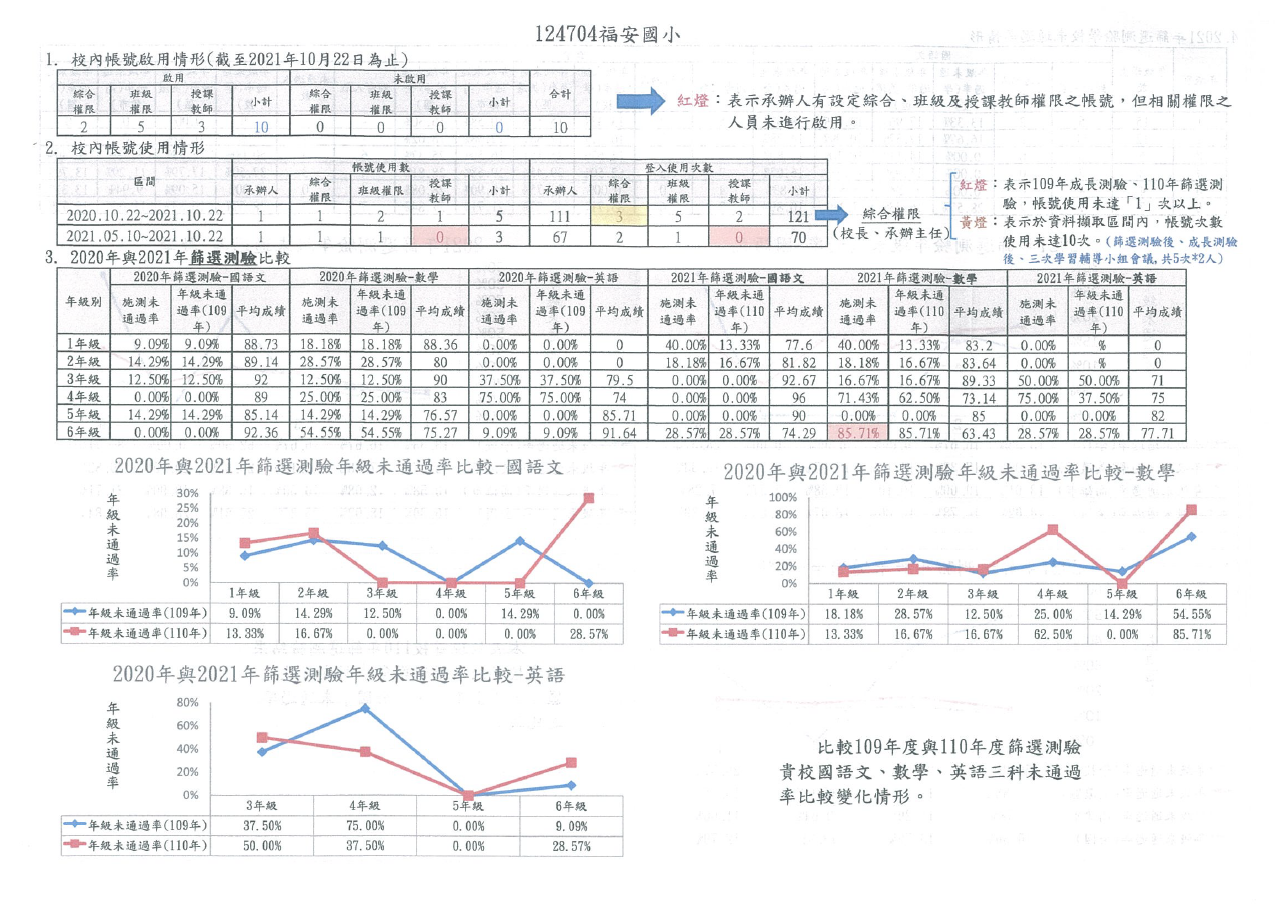 124704福安國小
1. 校內帳號啟用情形(截至2021年10月22日為止)
啟用 未啟用 合計
綜合權限 班級權限 授課教師 小計 綜合權限 班級權限 授課教師 小計
2 5 3 10 0 0 0 0 10
紅燈：表示承辦人有設定綜合、班級及授課教師權限之帳號，但相關權限之
人員未進行啟用。
2. 校內帳號使用情形
區間 帳號使用數 登入使用次數
承辦人 綜合權限 班級權限 授課教師 小計 承辦人 綜合權限 班級權限 授課教師 小計
2020.10.22~2021.10.22 1 1 2 1 5 111 3 5 2 121
2021.05.10~2021.10.22 1 1 1 0 3 67 2 1 0 70
綜合權限
(校長、承辦主任)
紅燈：表示109年成長測驗、110年篩選測
驗，帳號使用未達「1」次以上。
黃燈：表示於資料擷取區間內，帳號次數
使用未達10次。(篩選測驗後、成長測驗
後、三次學習輔導小組會議,共5次*2人)
3. 2020年與2021年篩選測驗比較
年級別 2020年篩選測驗-國語文 2020年篩選測驗-數學 2020年篩選測驗-英語 2021年篩選測驗-國語文 2021年篩選測驗-數學 2021年篩選測驗-英語
施測未通過率 年級未通過率(109年) 平均成績 施測未通過率 年級未通過率(109年) 平均成績 施測未通過率 年級未通過率(109年) 平均成績 施測未通過率 年級未通過率(110年) 平均成績 施測未通過率 年級未通過率(110年) 平均成績 施測未通過率 年級未通過率(110年) 平均成績
1年級 9.09% 9.09% 88.73 18.18% 18.18% 88.36 0.00% 0.00% 0 40.00% 13.33% 77.6 40.00% 13.33% 83.2 0.00% % 0
2年級 14.29% 14.29% 89.14 28.57% 28.57% 80 0.00% 0.00% 0 18.18% 16.67% 81.82 18.18% 16.67% 83.64 0.00% % 0
3年級 12.50% 12.50% 92 12.50% 12.50% 90 37.50% 37.50% 79.5 0.00% 0.00% 92.67 16.67% 16.67% 89.33 50.00% 50.00% 71
4年級 0.00% 0.00% 89 25.00% 25.00% 83 75.00% 75.00% 74 0.00% 0.00% 96 71.43% 62.50% 73.14 75.00% 37.50% 75
5年級 14.29% 14.29% 85.14 14.29% 14.29% 76.57 0.00% 0.00% 85.71 0.00% 0.00% 90 0.00% 0.00% 85 0.00% 0.00% 82
6年級 0.00% 0.00% 92.36 54.55% 54.55% 75.27 9.09% 9.09% 91.64 28.57% 28.57% 74.29 85.71% 85.71% 63.43 28.57% 28.57% 77.71
2020年與2021年篩選測驗年級未通過率比較-國語文
年級未通過率
30%
25%
20%
15%
10%
5%
0%
1年級 2年級 3年級 4年級 5年級 6年級
年級未通過率(109年) 9.09% 14.29% 12.50% 0.00% 14.29% 0.00%
年級未通過率(110年) 13.33% 16.67% 0.00% 0.00% 0.00% 28.57%
2020年與2021年篩選測驗年級未通過率比較-數學
年級未通過率
100%
80%
60%
40%
20%
0%
1年級 2年級 3年級 4年級 5年級 6年級
年級未通過率(109年) 18.18% 28.57% 12.50% 25.00% 14.29% 54.55%
年級未通過率(110年) 13.33% 16.67% 16.67% 62.50% 0.00% 85.71%
2020年與2021年篩選測驗年級未通過率比較-英語
年級未通過率
80%
60%
40%
20%
0%
3年級 4年級 5年級 6年級
年級未通過率(109年) 37.50% 75.00% 0.00% 9.09%
年級未通過率(110年) 50.00% 37.50% 0.00% 28.57%
比較109年度與110年度篩選測驗
貴校國語文、數學、英語三科未通過
率比較變化情形。